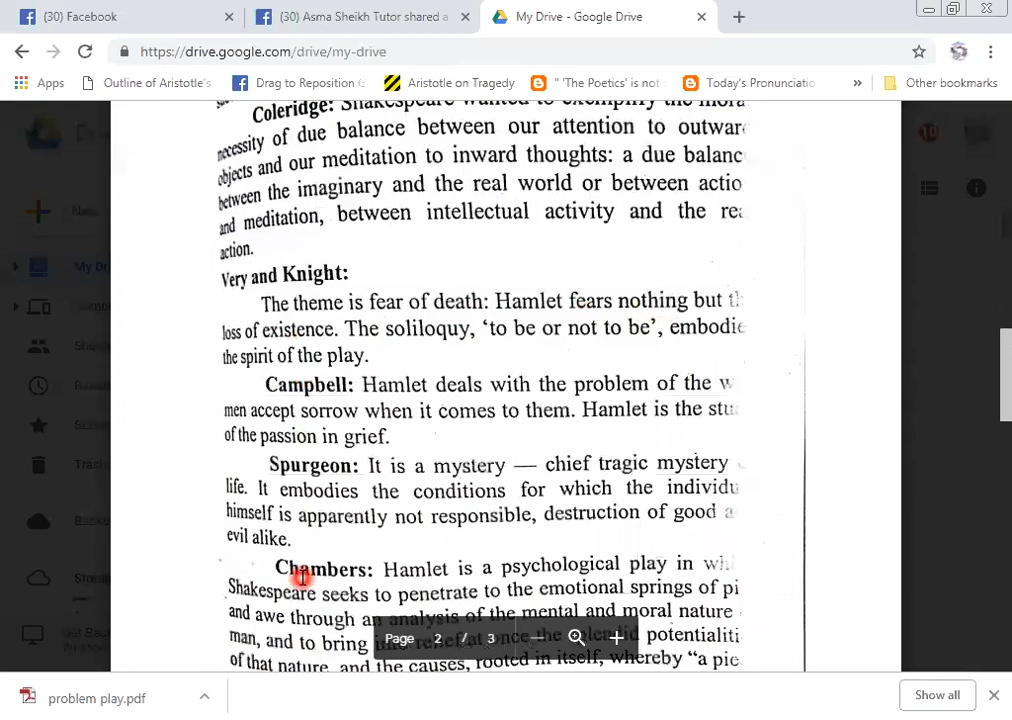 (30) Facebook
(30) Asma Sheikh Tutor shared a
My Drive - Google Drive
https://drive.google.com/drive/my-drive
Apps
Outline of Aristotle's
Drag to Reposition
Aristotle on Tragedy
" 'The Poetics' is not
Today's Pronunciatio
»
Other bookmarks
Coleridge: Shakespeare wanted to exemplify the mora
necessity of due balance between our attention to outwar
objects and our meditation to inward thoughts: a due balanc
between the imaginary and the real world or between actio
and meditation, between intellectual activity and the rea
action.
Very and Knight:
The theme is fear of death: Hamlet fears nothing but th
loss of existence. The soliloquy, ‘to be or not to be’, embodie
the spirit of the play.
Campbell: Hamlet deals with the problem of the w
men accept sorrow when it comes to them. Hamlet is the stu
of the passion in grief.
Spurgeon: It is a mystery — chief tragic mystery
life. It embodies the conditions for which the individu
himself is apparently not responsible, destruction of good a
evil alike.
Chambers: Hamlet is a psychological play in whi
Shakespeare seeks to penetrate to the emotional springs of pi
and awe through an analysis of the mental and moral nature
man, and to bring into relief at once the splendid potentialiti
of that nature, and the causes, rooted in itself, whereby “a pie
My Dr
Backu
Page 2 / 3
problem play.pdf
Show all